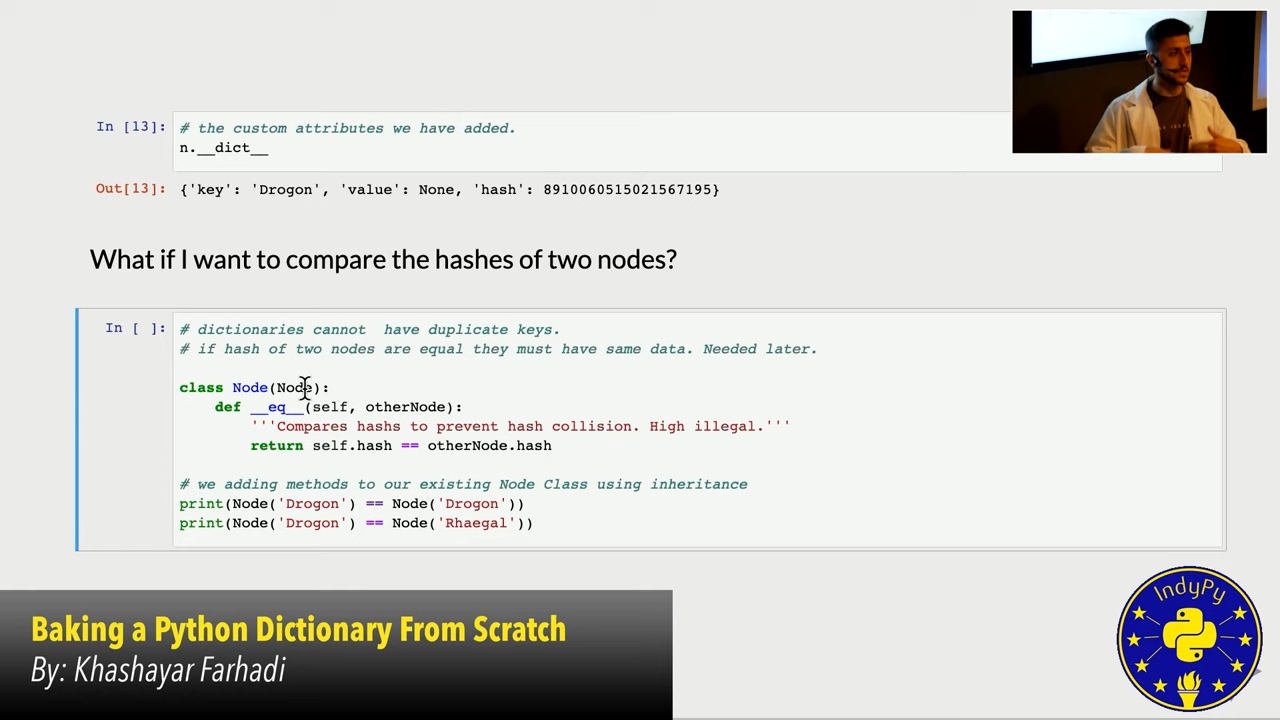 In [13]: # the custom attributes we have added.
n.__dict__
Out[13]: {'key': 'Drogon', 'value': None, 'hash': 8910060515021567195}
What if I want to compare the hashes of two nodes?
In [ ]: # dictionaries cannot  have duplicate keys.
# if hash of two nodes are equal they must have same data. Needed later.
class Node(Node):
def __eq__(self, otherNode):
'''Compares hashs to prevent hash collision. High illegal.'''
return self.hash == otherNode.hash
# we adding methods to our existing Node Class using inheritance
print(Node('Drogon') == Node('Drogon'))
print(Node('Drogon') == Node('Rhaegal'))
Baking a Python Dictionary From Scratch
By: Khashayar Farhadi
IndyPy